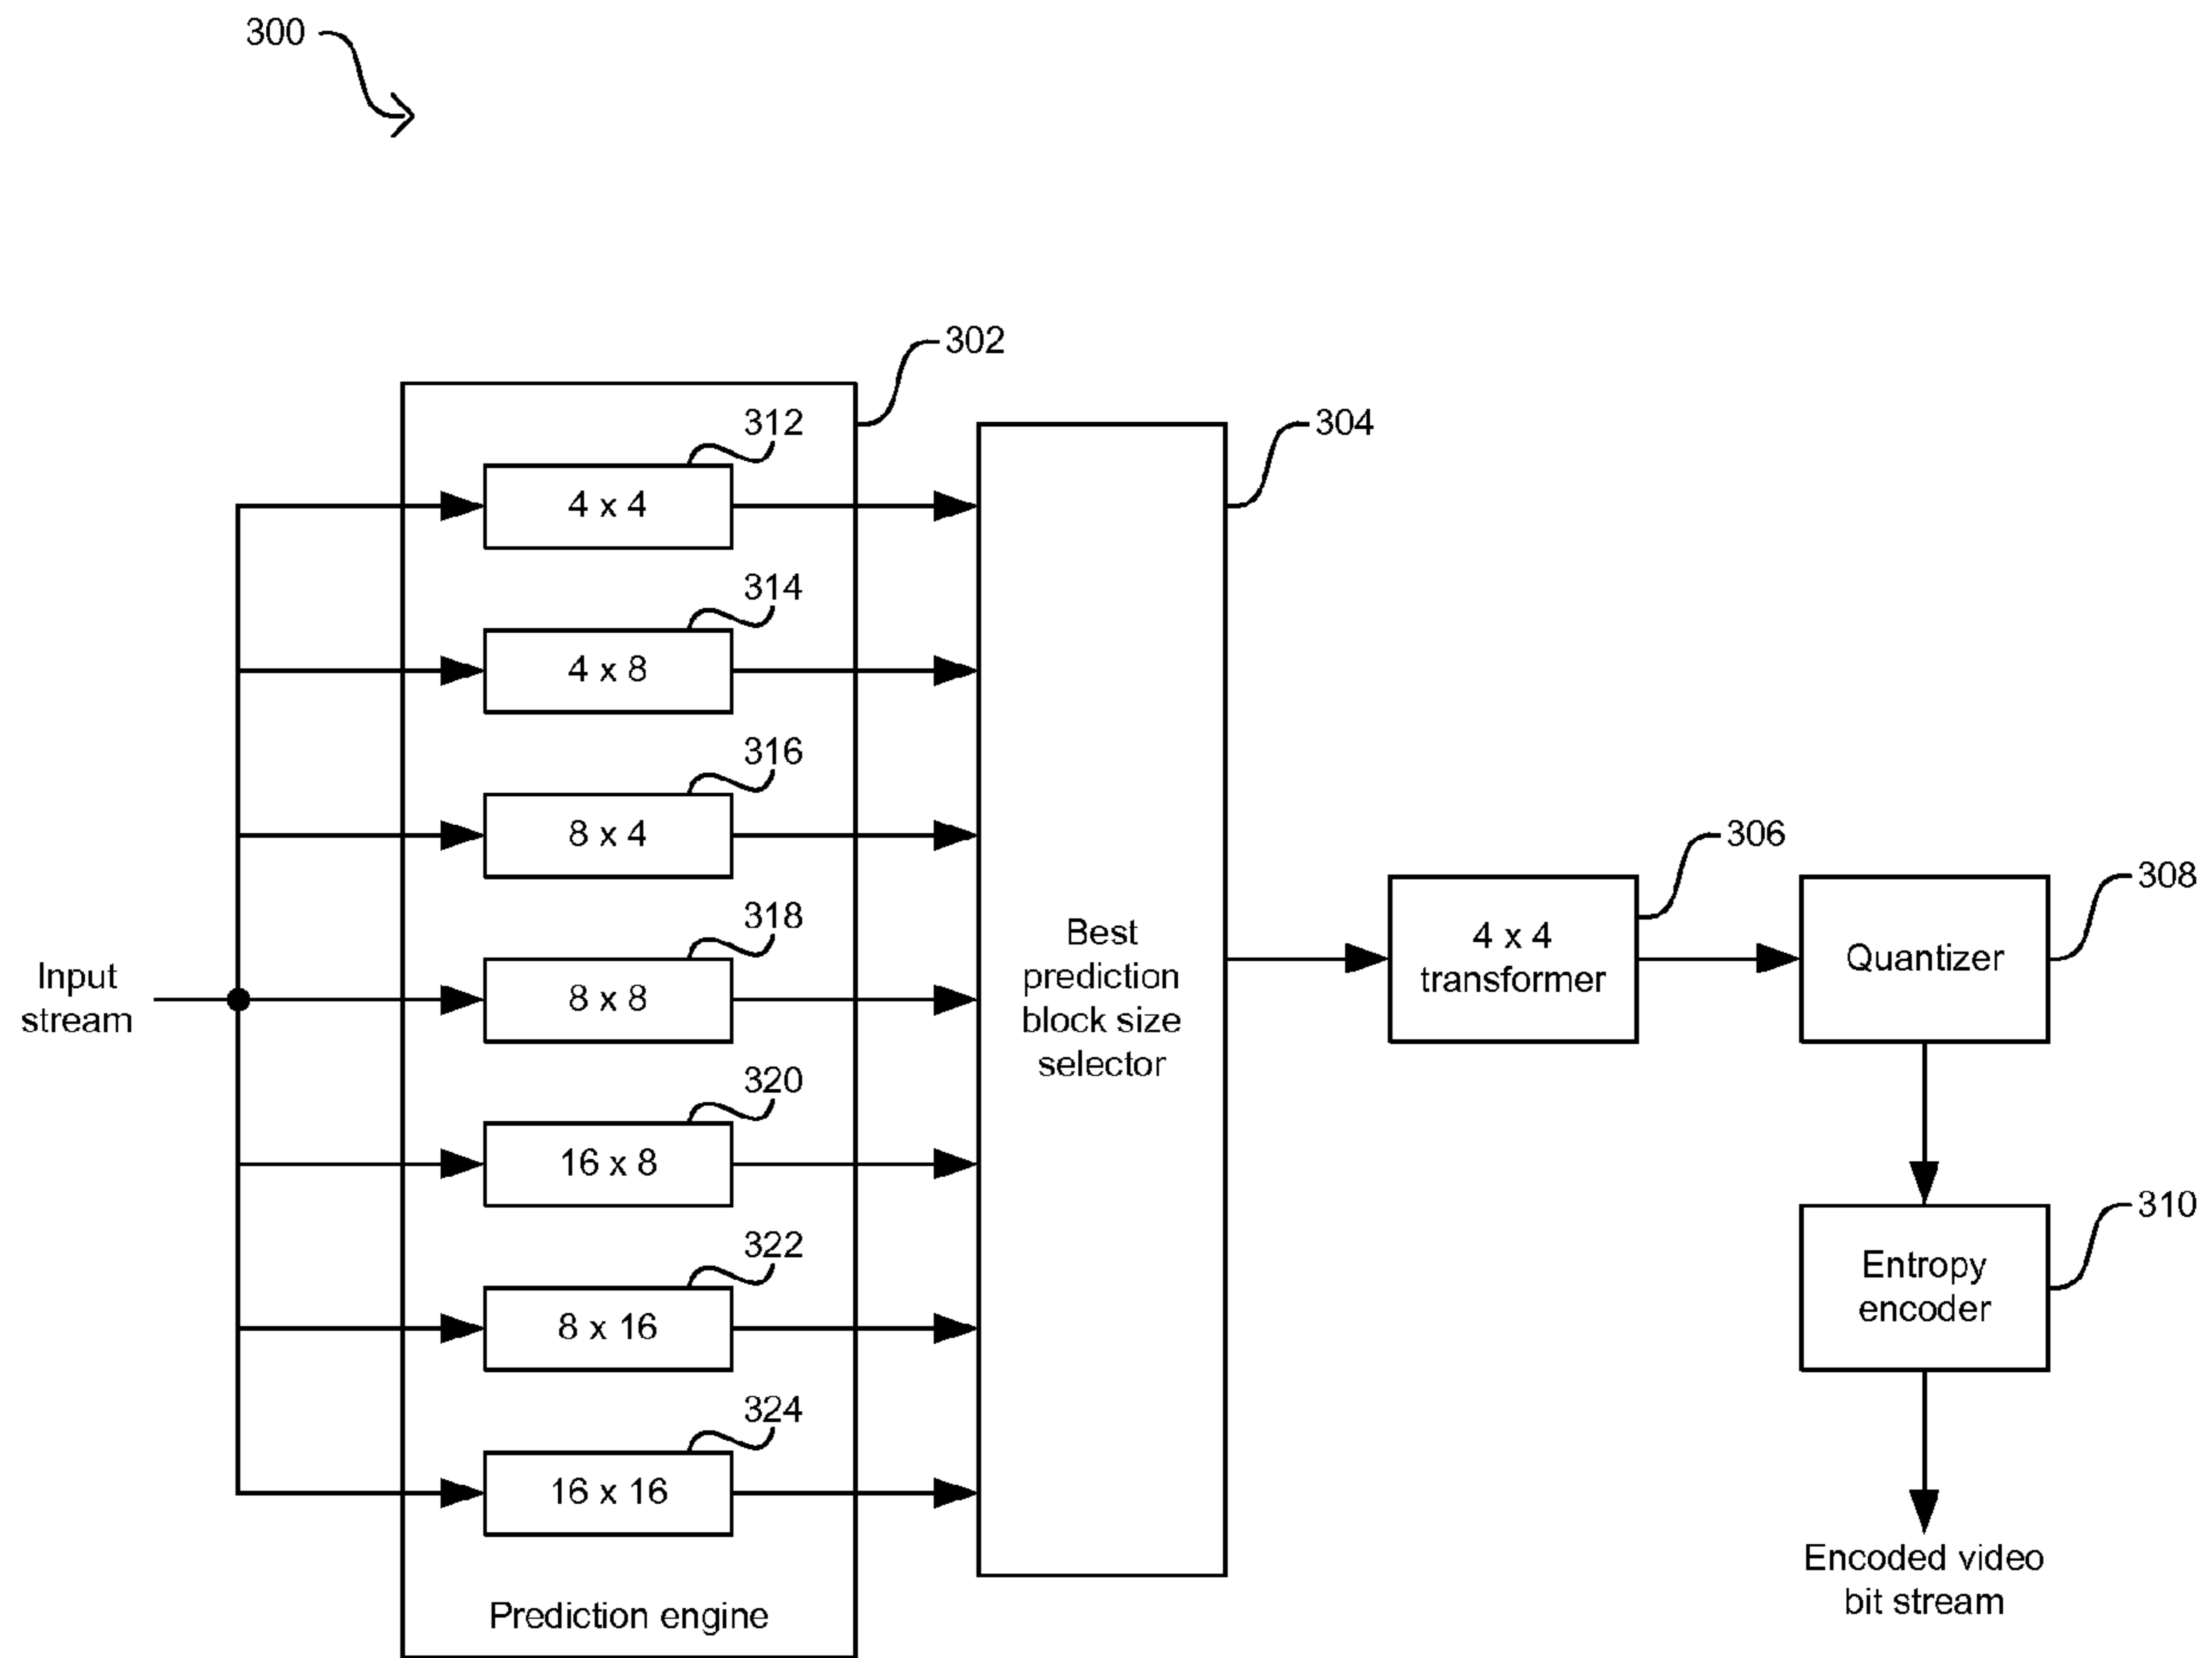 300
302
312
304
4 x 4
314
4 x 8
316
8 x 4
306
308
318
Input
stream
8 x 8
Best
prediction
block size
selector
4 x 4
transformer
Quantizer
320
16 x 8
310
322
8 x 16
Entropy
encoder
324
16 x 16
Prediction engine
Encoded video
bit stream